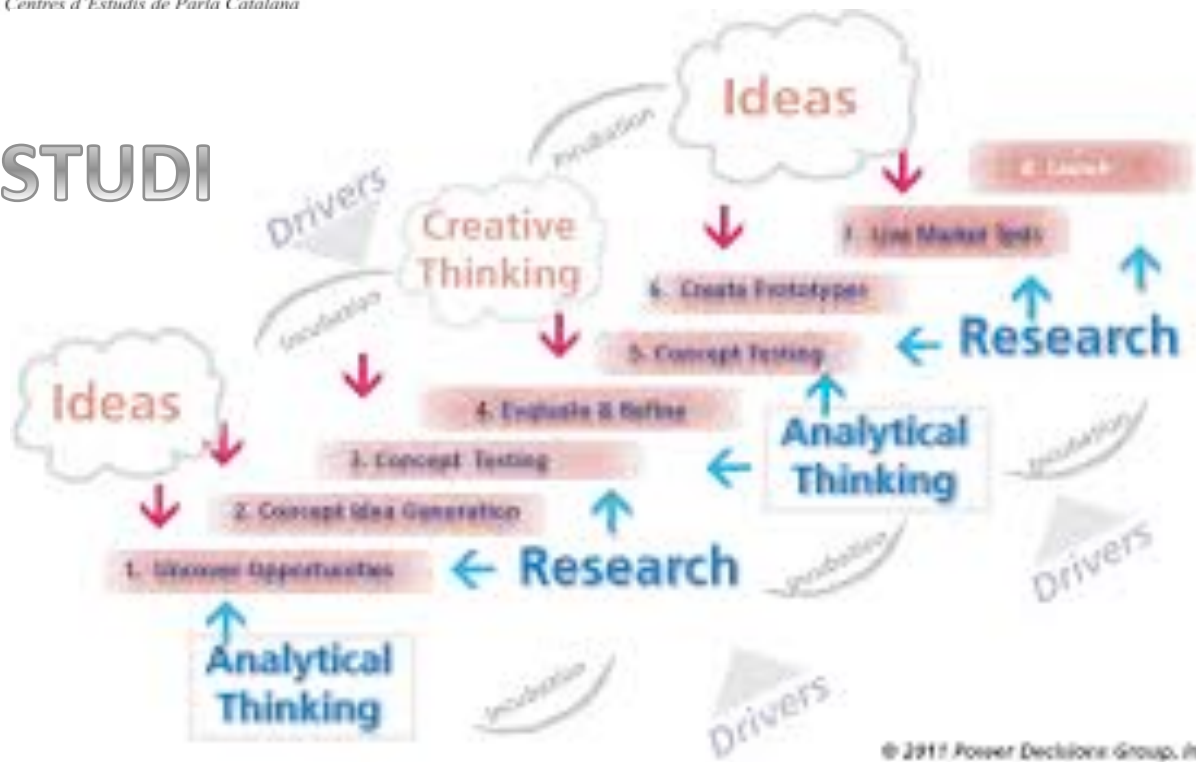 Centres d'Estudis de Parla Catalana
STUDI
Ideas
Incubation
Drivers
Creative
Thinking
Incubation
Ideas
8. Launch
7. Live Market Tests
6. Create Prototypes
5. Concept Testing
Research
4. Evaluate & Refine
Analytical
Thinking
3. Concept Testing
2. Concept Idea Generation
1. Uncover Opportunities
Research
Analytical
Thinking
Incubation
Incubation
Incubation
Drivers
Drivers
© 2011 Power Decisions Group,